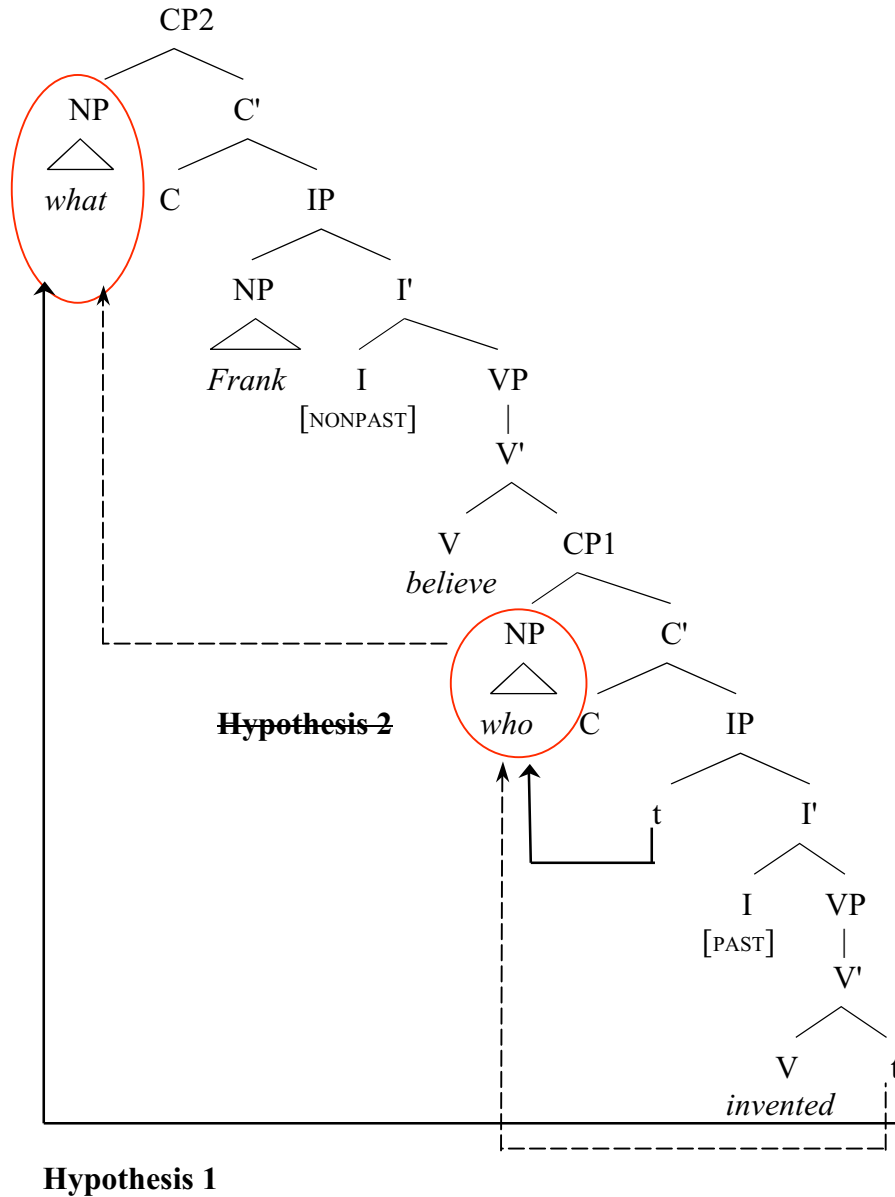 CP2
NP C'
what C IP
NP I'
Frank I VP
[NONPAST]
V'
V CP1
believe
NP C'
Hypothesis 2 who C IP
t I'
I VP
[PAST]
V'
V t
invented
Hypothesis 1